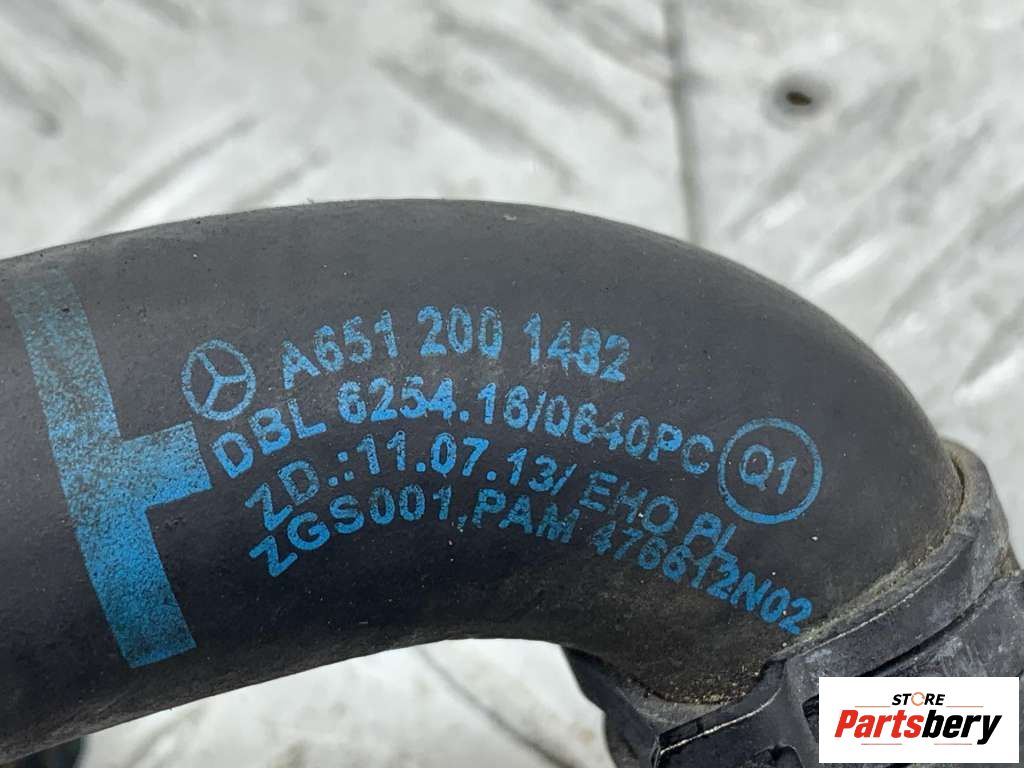 A651 200 1482
DBL 6254.16/0640PC
Q1
ZD.:11.07.13/ EHO PL
ZGS001,PAM 476612N02
STORE
Partsbery